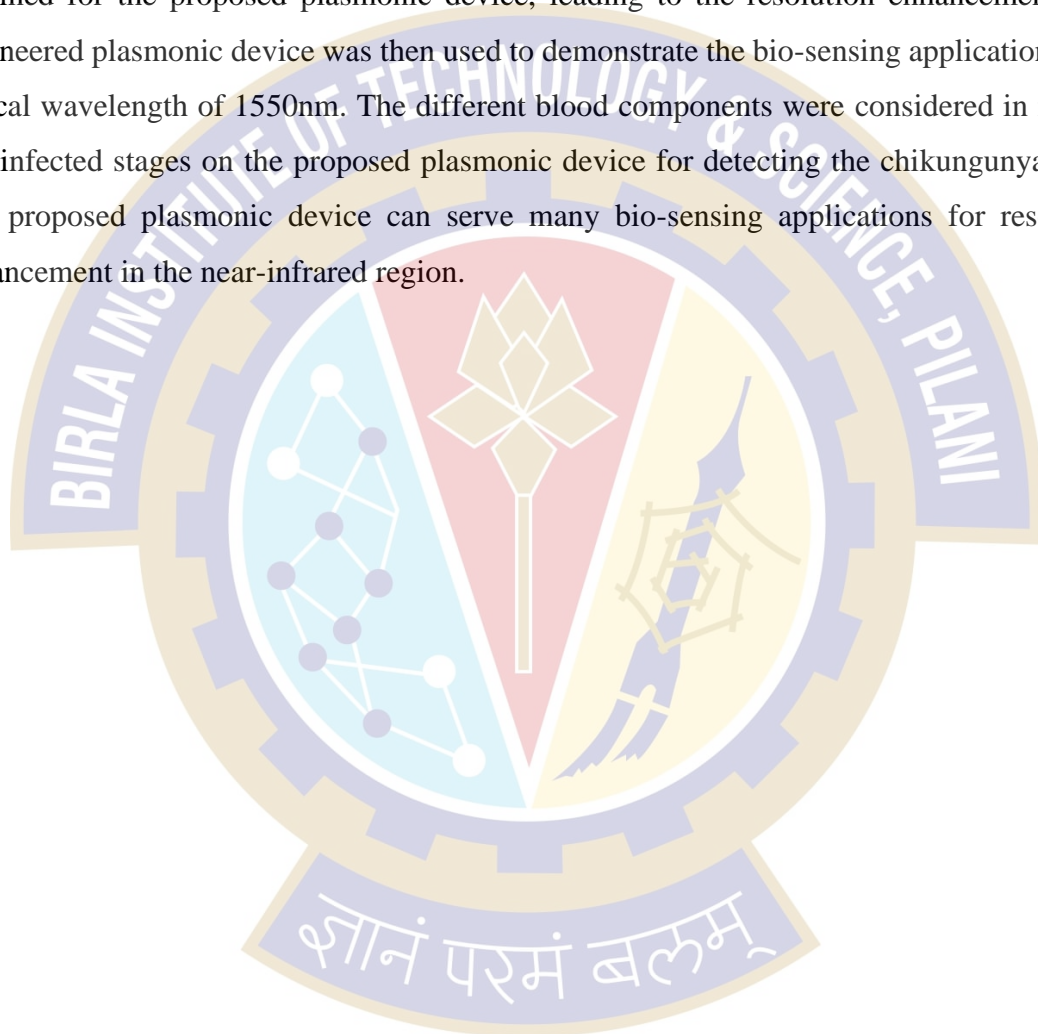 for the proposed plasmonic device, leading to the resolution enhancement
plasmonic device was then used to demonstrate the bio-sensing application
wavelength of 1550nm. The different blood components were considered in
infected stages on the proposed plasmonic device for detecting the chikungunya
proposed plasmonic device can serve many bio-sensing applications for
in the near-infrared region.
BIRLA INSTITUTE OF TECHNOLOGY & SCIENCE, PILANI
ज्ञानं परमं बलम्